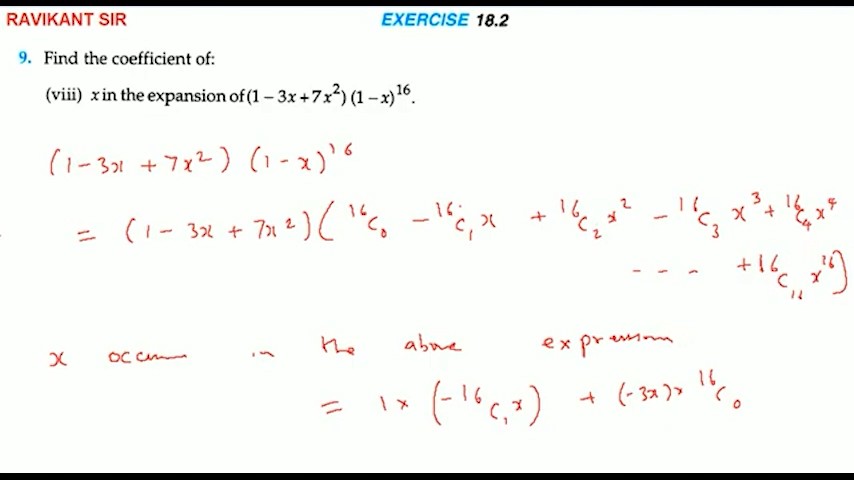 RAVIKANT SIR EXERCISE 18.2
9. Find the coefficient of:
(viii) x in the expansion of (1 – 3x + 7x²) (1 – x)¹⁶.
(1 - 3x + 7x²) (1 - x)¹⁶
= (1 - 3x + 7x²) (¹⁶C₀ - ¹⁶C₁x + ¹⁶C₂x² - ¹⁶C₃x³ + ¹⁶C₄x⁴
- - - - + ¹⁶C₁₆x¹⁶)
x occurs in the above expression
= 1 × (-¹⁶C₁x) + (-3x) × ¹⁶C₀